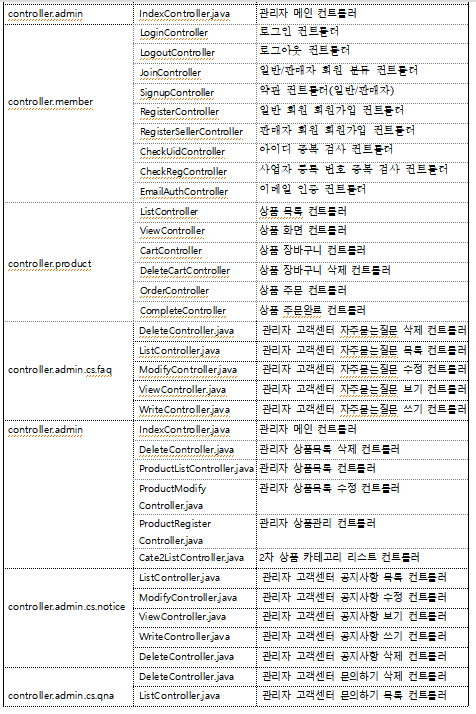 controller.admin IndexController.java 관리자 메인 컨트롤러
LoginController 로그인 컨트롤러
LogoutController 로그아웃 컨트롤러
JoinController 일반/판매자 회원 분류 컨트롤러
SignupController 약관 컨트롤러(일반/판매자)
controller.member RegisterController 일반 회원 회원가입 컨트롤러
RegisterSellerController 판매자 회원 회원가입 컨트롤러
CheckUidController 아이디 중복 검사 컨트롤러
CheckRegController 사업자 등록 번호 중복 검사 컨트롤러
EmailAuthController 이메일 인증 컨트롤러
ListController 상품 목록 컨트롤러
ViewController 상품 화면 컨트롤러
controller.product CartController 상품 장바구니 컨트롤러
DeleteCartController 상품 장바구니 삭제 컨트롤러
OrderController 상품 주문 컨트롤러
CompleteController 상품 주문완료 컨트롤러
DeleteController.java 관리자 고객센터 자주묻는질문 삭제 컨트롤러
ListController.java 관리자 고객센터 자주묻는질문 목록 컨트롤러
controller.admin.cs.faq ModifyController.java 관리자 고객센터 자주묻는질문 수정 컨트롤러
ViewController.java 관리자 고객센터 자주묻는질문 보기 컨트롤러
WriteController.java 관리자 고객센터 자주묻는질문 쓰기 컨트롤러
controller.admin IndexController.java 관리자 메인 컨트롤러
DeleteController.java 관리자 상품목록 삭제 컨트롤러
ProductListController.java 관리자 상품목록 컨트롤러
ProductModify 관리자 상품목록 수정 컨트롤러
Controller.java
ProductRegister 관리자 상품관리 컨트롤러
Controller.java
Cate2ListController.java 2차 상품 카테고리 리스트 컨트롤러
ListController.java 관리자 고객센터 공지사항 목록 컨트롤러
ModifyController.java 관리자 고객센터 공지사항 수정 컨트롤러
controller.admin.cs.notice ViewController.java 관리자 고객센터 공지사항 보기 컨트롤러
WriteController.java 관리자 고객센터 공지사항 쓰기 컨트롤러
DeleteController.java 관리자 고객센터 공지사항 삭제 컨트롤러
DeleteController.java 관리자 고객센터 문의하기 삭제 컨트롤러
controller.admin.cs.qna ListController.java 관리자 고객센터 문의하기 목록 컨트롤러